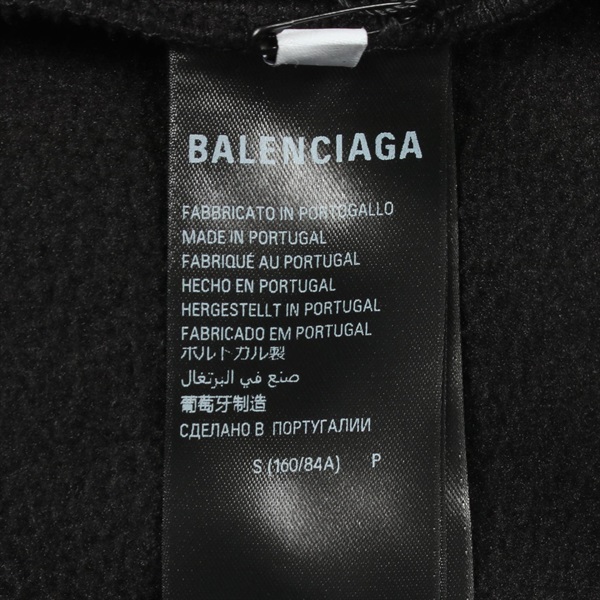 BALENCIAGA
FABBRICATO IN PORTOGALLO
MADE IN PORTUGAL
FABRIQUÉ AU PORTUGAL
HECHO EN PORTUGAL
HERGESTELLT IN PORTUGAL
FABRICADO EM PORTUGAL
ポルトガル製
صنع في البرتغال
葡萄牙制造
СДЕЛАНО В ПОРТУГАЛИИ
S (160/84A) P